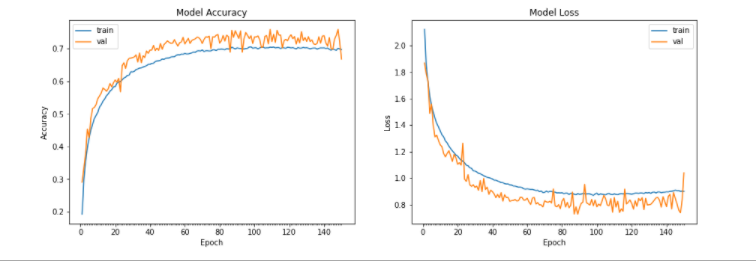 Model Accuracy
train
val
0.7
0.6
0.5
0.4
0.3
0.2
Accuracy
0 20 40 60 80 100 120 140
Epoch
Model Loss
train
val
2.0
1.8
1.6
1.4
1.2
1.0
0.8
Loss
0 20 40 60 80 100 120 140
Epoch